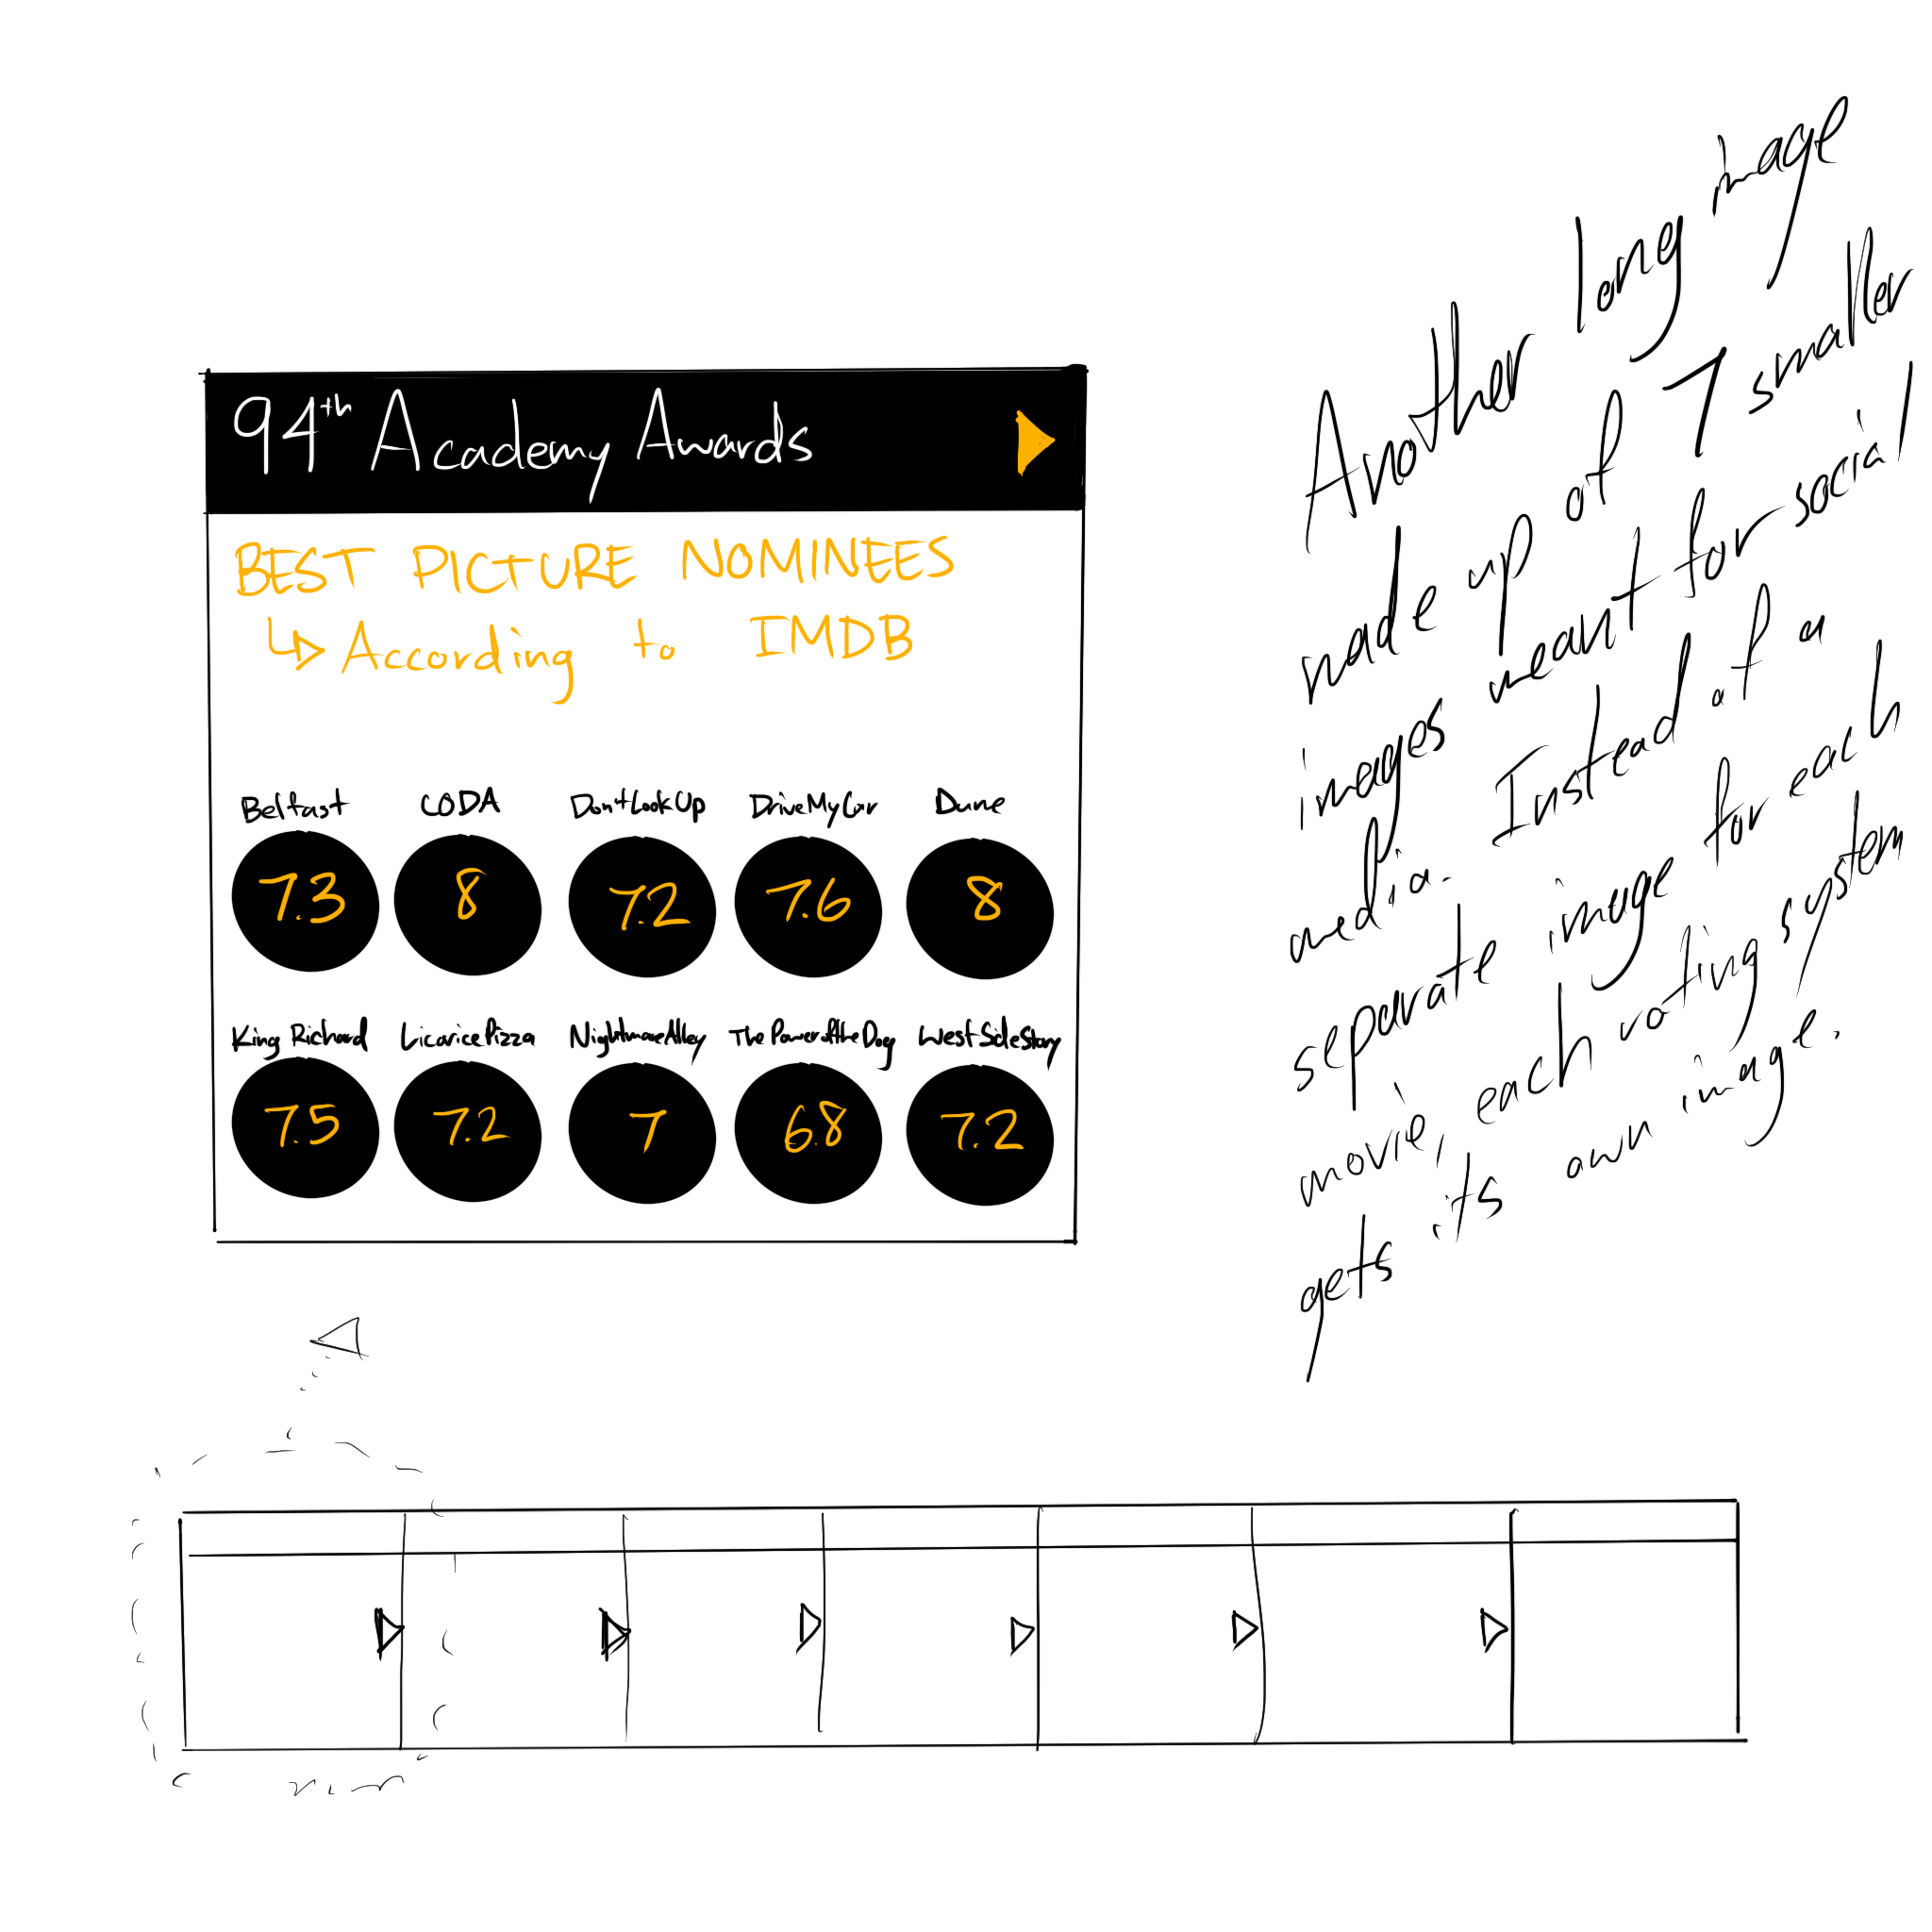 94th Academy Awards
BEST PICTURE NOMINEES
According to IMDB
Belfast CODA Don't Look Up Drive My Car Dune
7.3 8 7.2 7.6 8
King Richard Licorice Pizza Nightmare Alley The Power of the Dog West Side Story
7.5 7.2 7 6.8 7.2
Another long image
made up of 7 smaller
images meant for social
media. Instead of a
separate image for each
movie, each voting system
gets its own image.